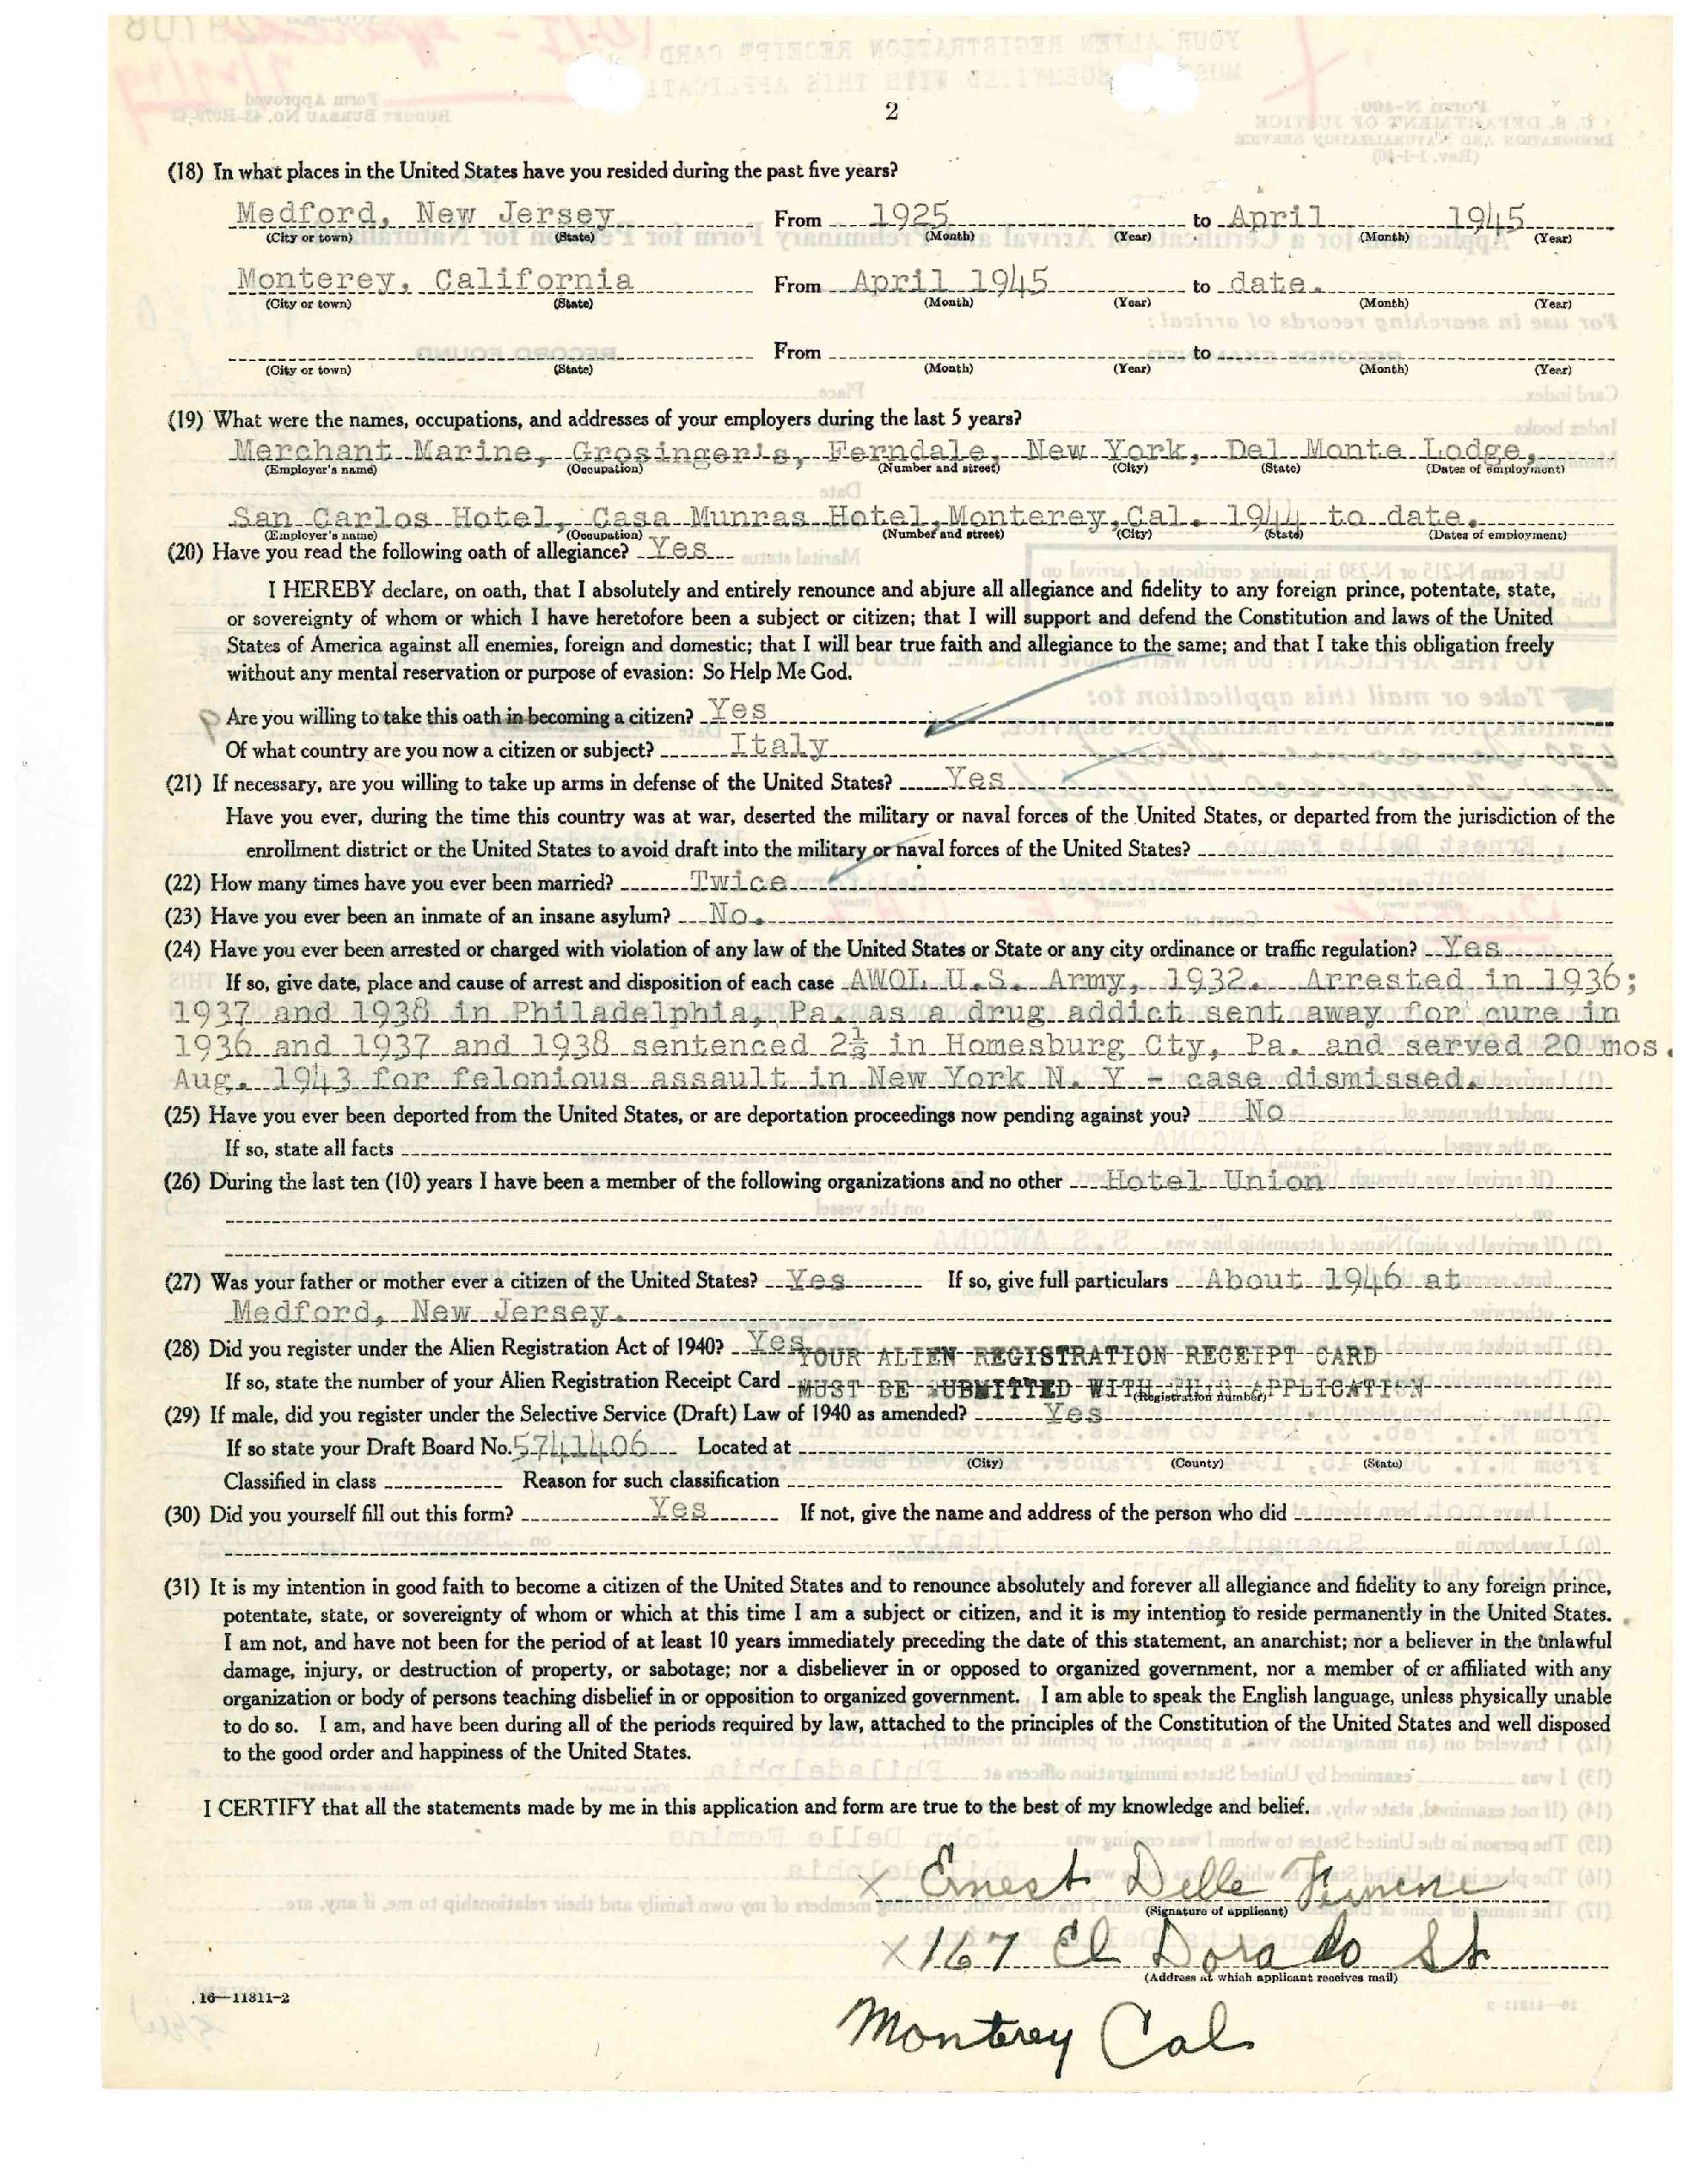 2
(18) In what places in the United States have you resided during the past five years?
Medford, New Jersey From 1925 to April 1945
(City or town) (State) (Month) (Year) (Month) (Year)
Monterey, California From April 1945 to date.
(City or town) (State) (Month) (Year) (Month) (Year)
From to
(City or town) (State) (Month) (Year) (Month) (Year)
(19) What were the names, occupations, and addresses of your employers during the last 5 years?
Merchant Marine, Grosinger's, Ferndale, New York, Del Monte Lodge,
(Employer's name) (Occupation) (Number and street) (City) (State) (Dates of employment)
San Carlos Hotel, Casa Munras Hotel, Monterey, Cal. 1944 to date.
(Employer's name) (Occupation) (Number and street) (City) (State) (Dates of employment)
(20) Have you read the following oath of allegiance? Yes
I HEREBY declare, on oath, that I absolutely and entirely renounce and abjure all allegiance and fidelity to any foreign prince, potentate, state,
or sovereignty of whom or which I have heretofore been a subject or citizen; that I will support and defend the Constitution and laws of the United
States of America against all enemies, foreign and domestic; that I will bear true faith and allegiance to the same; and that I take this obligation freely
without any mental reservation or purpose of evasion: So Help Me God.
Are you willing to take this oath in becoming a citizen? Yes
Of what country are you now a citizen or subject? Italy
(21) If necessary, are you willing to take up arms in defense of the United States? Yes
Have you ever, during the time this country was at war, deserted the military or naval forces of the United States, or departed from the jurisdiction of the
enrollment district or the United States to avoid draft into the military or naval forces of the United States?
(22) How many times have you ever been married? Twice
(23) Have you ever been an inmate of an insane asylum? No.
(24) Have you ever been arrested or charged with violation of any law of the United States or State or any city ordinance or traffic regulation? Yes
If so, give date, place and cause of arrest and disposition of each case AWOL U.S. Army, 1932. Arrested in 1936;
1937 and 1938 in Philadelphia, Pa. as a drug addict sent away for cure in
1936 and 1937 and 1938 sentenced 2½ in Homesburg Cty, Pa. and served 20 mos.
Aug. 1943 for felonious assault in New York N. Y - case dismissed.
(25) Have you ever been deported from the United States, or are deportation proceedings now pending against you? No
If so, state all facts
(26) During the last ten (10) years I have been a member of the following organizations and no other Hotel Union
(27) Was your father or mother ever a citizen of the United States? Yes If so, give full particulars About 1946 at
Medford, New Jersey.
(28) Did you register under the Alien Registration Act of 1940? Yes YOUR ALIEN REGISTRATION RECEIPT CARD
If so, state the number of your Alien Registration Receipt Card MUST BE SUBMITTED WITH THIS APPLICATION
(Registration number)
(29) If male, did you register under the Selective Service (Draft) Law of 1940 as amended? Yes
If so state your Draft Board No. 5741406 Located at
(City) (County) (State)
Classified in class Reason for such classification
(30) Did you yourself fill out this form? Yes If not, give the name and address of the person who did
(31) It is my intention in good faith to become a citizen of the United States and to renounce absolutely and forever all allegiance and fidelity to any foreign prince,
potentate, state, or sovereignty of whom or which at this time I am a subject or citizen, and it is my intention to reside permanently in the United States.
I am not, and have not been for the period of at least 10 years immediately preceding the date of this statement, an anarchist; nor a believer in the unlawful
damage, injury, or destruction of property, or sabotage; nor a disbeliever in or opposed to organized government, nor a member of or affiliated with any
organization or body of persons teaching disbelief in or opposition to organized government. I am able to speak the English language, unless physically unable
to do so. I am, and have been during all of the periods required by law, attached to the principles of the Constitution of the United States and well disposed
to the good order and happiness of the United States.
I CERTIFY that all the statements made by me in this application and form are true to the best of my knowledge and belief.
x Ernest Delle Femine
(Signature of applicant)
x 167 El Dorado St
(Address at which applicant receives mail)
16—11811-2
Monterey Cal